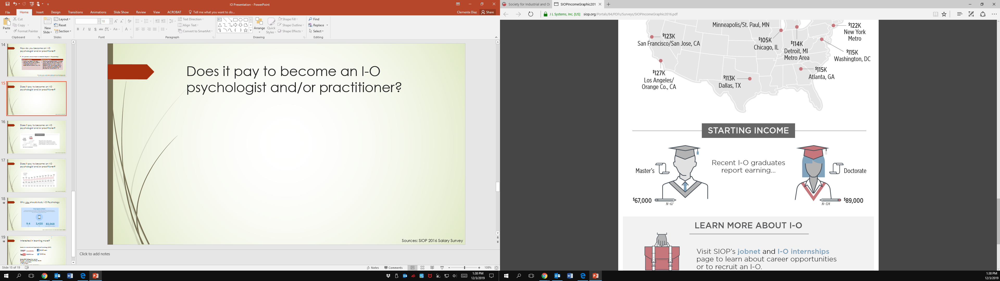 IO Presentation - PowerPoint
File Home Insert Design Transitions Animations Slide Show Review View ACROBAT Tell me what you want to do... Clemente Diaz Share
Paste
Cut
Copy
Format Painter
Clipboard
New
Slide
Layout
Reset
Section
Slides
18
Font
Text Direction
Align Text
Convert to SmartArt
Paragraph
Arrange
Quick
Styles
Shape Fill
Shape Outline
Shape Effects
Drawing
Find
Replace
Select
Editing
14
How do you become an I-O
psychologist and/or practitioner?
15
Does it pay to become an I-O
psychologist and/or practitioner?
16
Does it pay to become an I-O
psychologist and/or practitioner?
17
Does it pay to become an I-O
psychologist and/or practitioner?
18
Why you should study I-O Psychology
Time Spent at Work
9.4 3,420 82,068
19
Interested in learning more?
Does it pay to become an I-O
psychologist and/or practitioner?
Sources: SIOP 2016 Salary Survey
Click to add notes
Slide 15 of 19
Notes Comments 108%
1:38 PM
12/3/2019
Society for Industrial and O
SIOPIncomeGraphic201
J L Systems, Inc. [US] siop.org/Portals/84/PDFs/Surveys/SIOPIncomeGraphic2016.pdf
Minneapolis/St. Paul, MN
$123K
San Francisco/San Jose, CA
$127K
Los Angeles/
Orange Co., CA
$113K
Dallas, TX
$105K
Chicago, IL
$114K
Detroit, MI
Metro Area
$122K
New York
Metro
$115K
Washington, DC
$115K
Atlanta, GA
STARTING INCOME
Recent I-O graduates
report earning...
Master's
$67,000
N=67
Doctorate
$89,000
N=124
LEARN MORE ABOUT I-O
Visit SIOP's jobnet and I-O internships
page to learn about career opportunities
or to recruit an I-O.
1:38 PM
12/3/2019